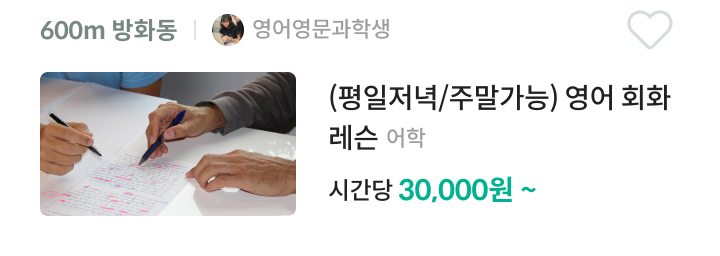 600m 방화동 | 영어영문과학생
(평일저녁/주말가능) 영어 회화
레슨 어학
시간당 30,000원 ~